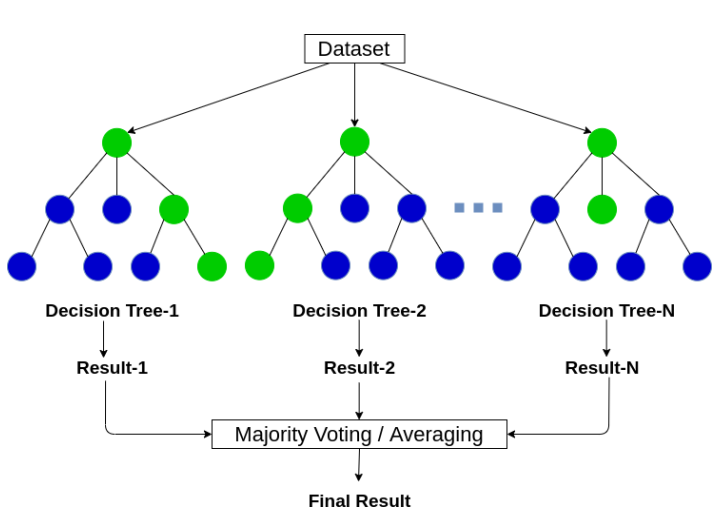 Dataset
Decision Tree-1
Decision Tree-2
Decision Tree-N
Result-1
Result-2
Result-N
Majority Voting / Averaging
Final Result